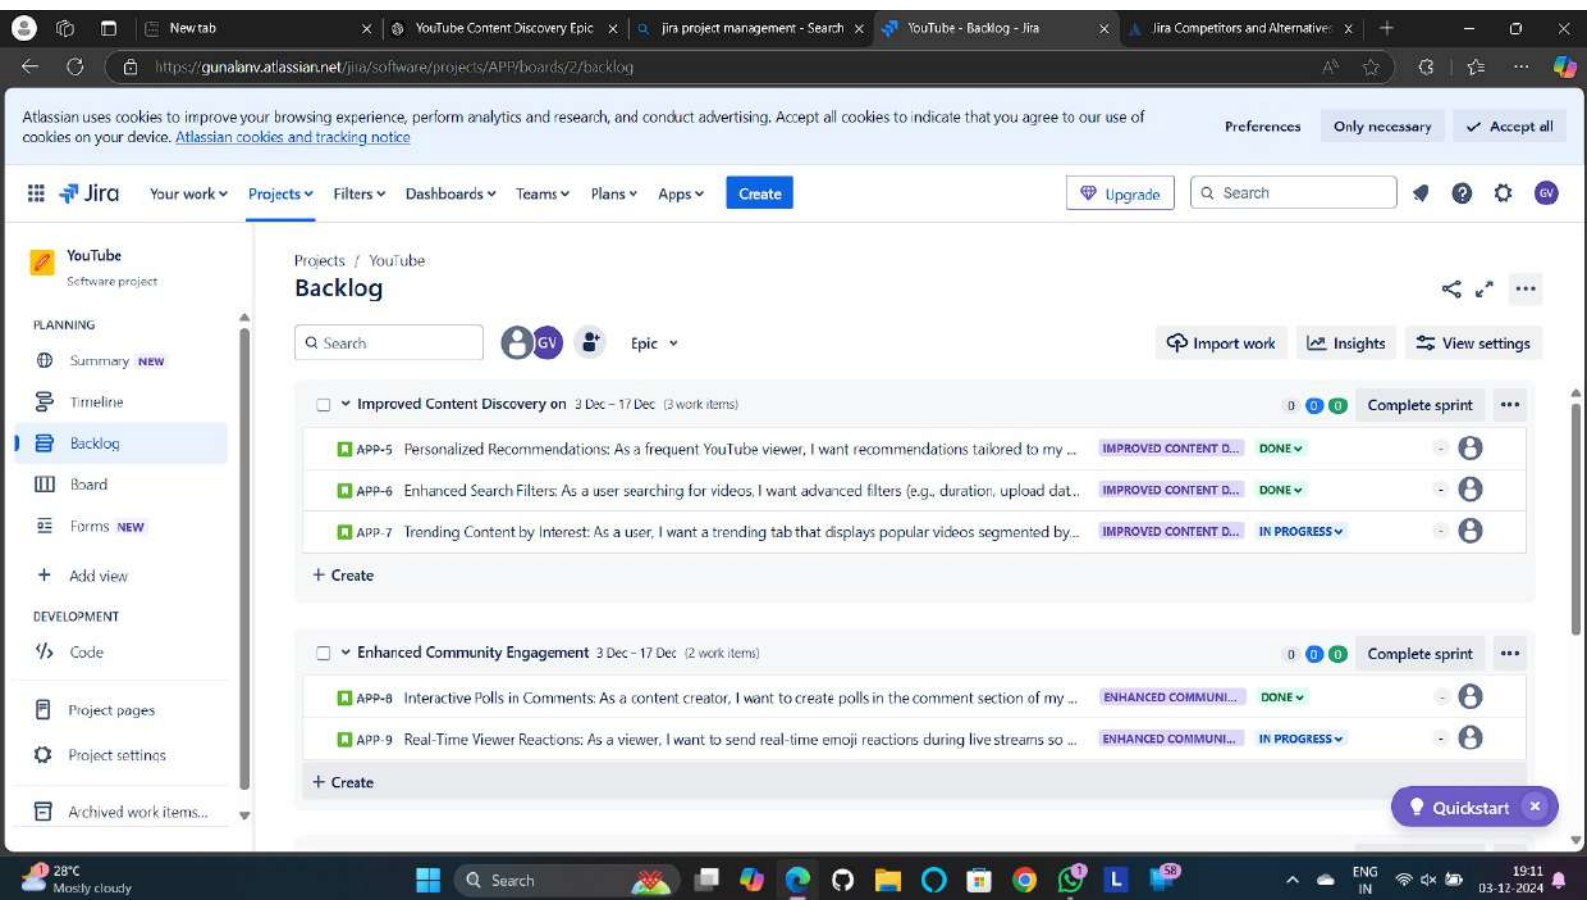 New tab
YouTube Content Discovery Epic
jira project management - Search
YouTube - Backlog - Jira
Jira Competitors and Alternatives
https://gunalanv.atlassian.net/jira/software/projects/APP/boards/2/backlog
Atlassian uses cookies to improve your browsing experience, perform analytics and research, and conduct advertising. Accept all cookies to indicate that you agree to our use of
cookies on your device. Atlassian cookies and tracking notice
Preferences
Only necessary
Accept all
Jira
Your work
Projects
Filters
Dashboards
Teams
Plans
Apps
Create
Upgrade
Search
GV
YouTube
Software project
PLANNING
Summary NEW
Timeline
Backlog
Board
Forms NEW
+ Add view
DEVELOPMENT
Code
Project pages
Project settings
Archived work items...
Projects / YouTube
Backlog
Search
GV
Epic
Import work
Insights
View settings
Improved Content Discovery on 3 Dec – 17 Dec (3 work items)
0 0 0 Complete sprint
APP-5 Personalized Recommendations: As a frequent YouTube viewer, I want recommendations tailored to my ... IMPROVED CONTENT D... DONE -
APP-6 Enhanced Search Filters: As a user searching for videos, I want advanced filters (e.g., duration, upload dat... IMPROVED CONTENT D... DONE -
APP-7 Trending Content by Interest: As a user, I want a trending tab that displays popular videos segmented by... IMPROVED CONTENT D... IN PROGRESS -
+ Create
Enhanced Community Engagement 3 Dec – 17 Dec (2 work items)
0 0 0 Complete sprint
APP-8 Interactive Polls in Comments: As a content creator, I want to create polls in the comment section of my ... ENHANCED COMMUNI... DONE -
APP-9 Real-Time Viewer Reactions: As a viewer, I want to send real-time emoji reactions during live streams so ... ENHANCED COMMUNI... IN PROGRESS -
+ Create
Quickstart
1
28°C
Mostly cloudy
Search
1
L
58
ENG
IN
19:11
03-12-2024